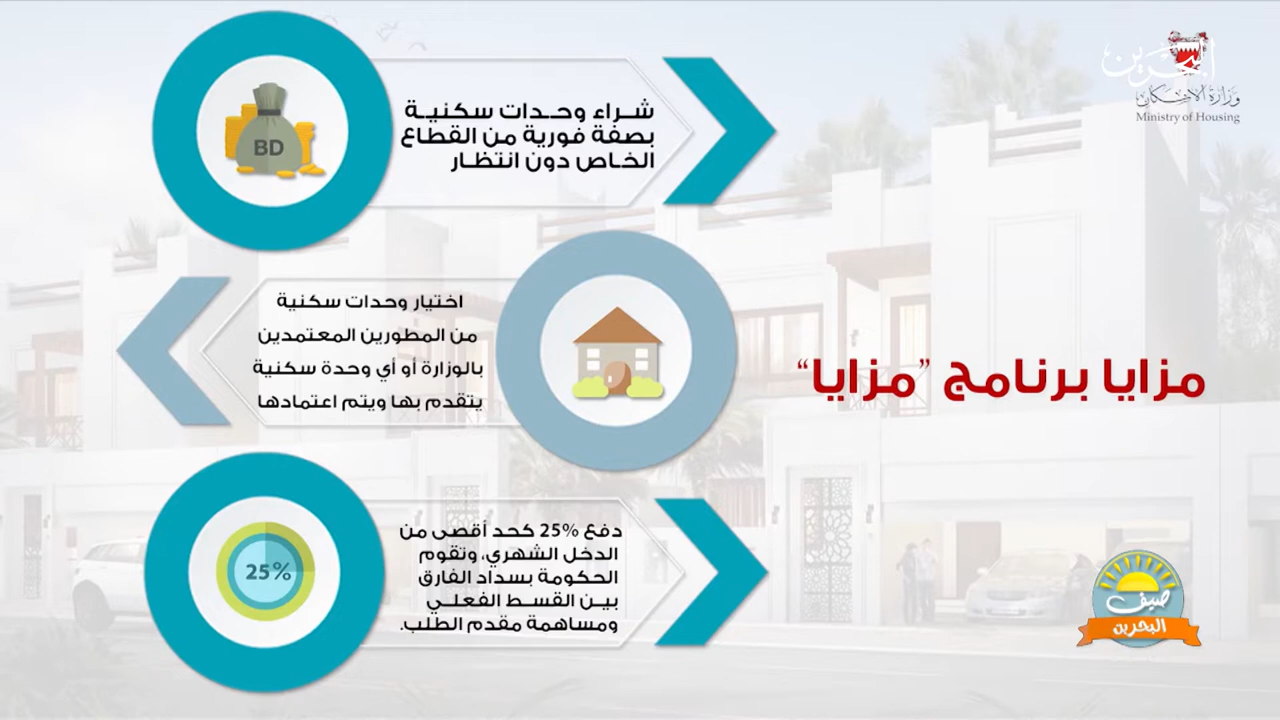 البحرين
وزارة الإسكان
Ministry of Housing
مزايا برنامج “مزايا”
BD
شراء وحدات سكنية
بصفة فورية من القطاع
الخاص دون انتظار
اختيار وحدات سكنية
من المطورين المعتمدين
بالوزارة أو أي وحدة سكنية
يتقدم بها ويتم اعتمادها
25%
دفع 25% كحد أقصى من
الدخل الشهري، وتقوم
الحكومة بسداد الفارق
بين القسط الفعلي
ومساهمة مقدم الطلب.
صيف
البحرين